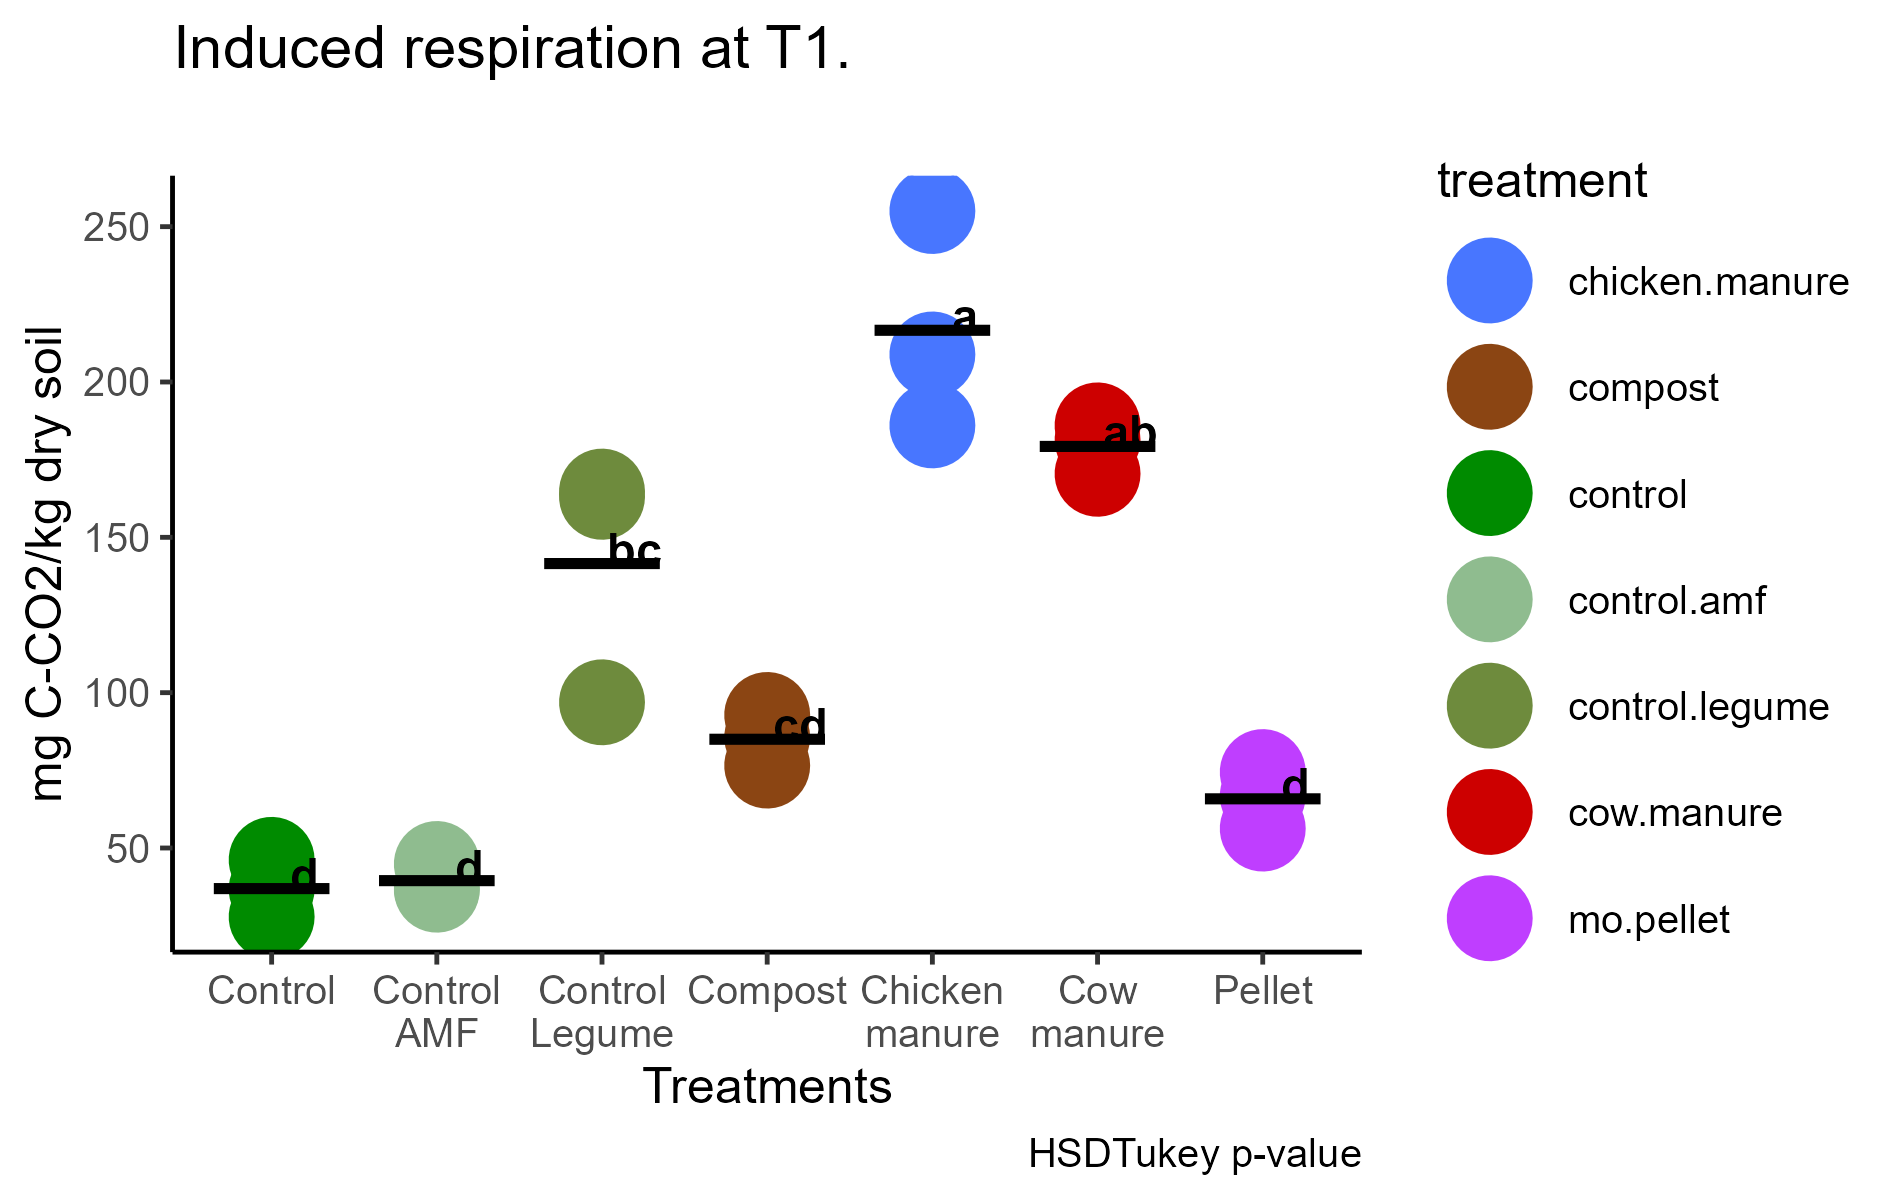 Induced respiration at T1.
mg C-CO2/kg dry soil
250
200
150
100
50
a
ab
bc
cd
d
d
d
Control
Control
AMF
Control
Legume
Compost
Chicken
manure
Cow
manure
Pellet
Treatments
HSDTukey p-value
treatment
chicken.manure
compost
control
control.amf
control.legume
cow.manure
mo.pellet